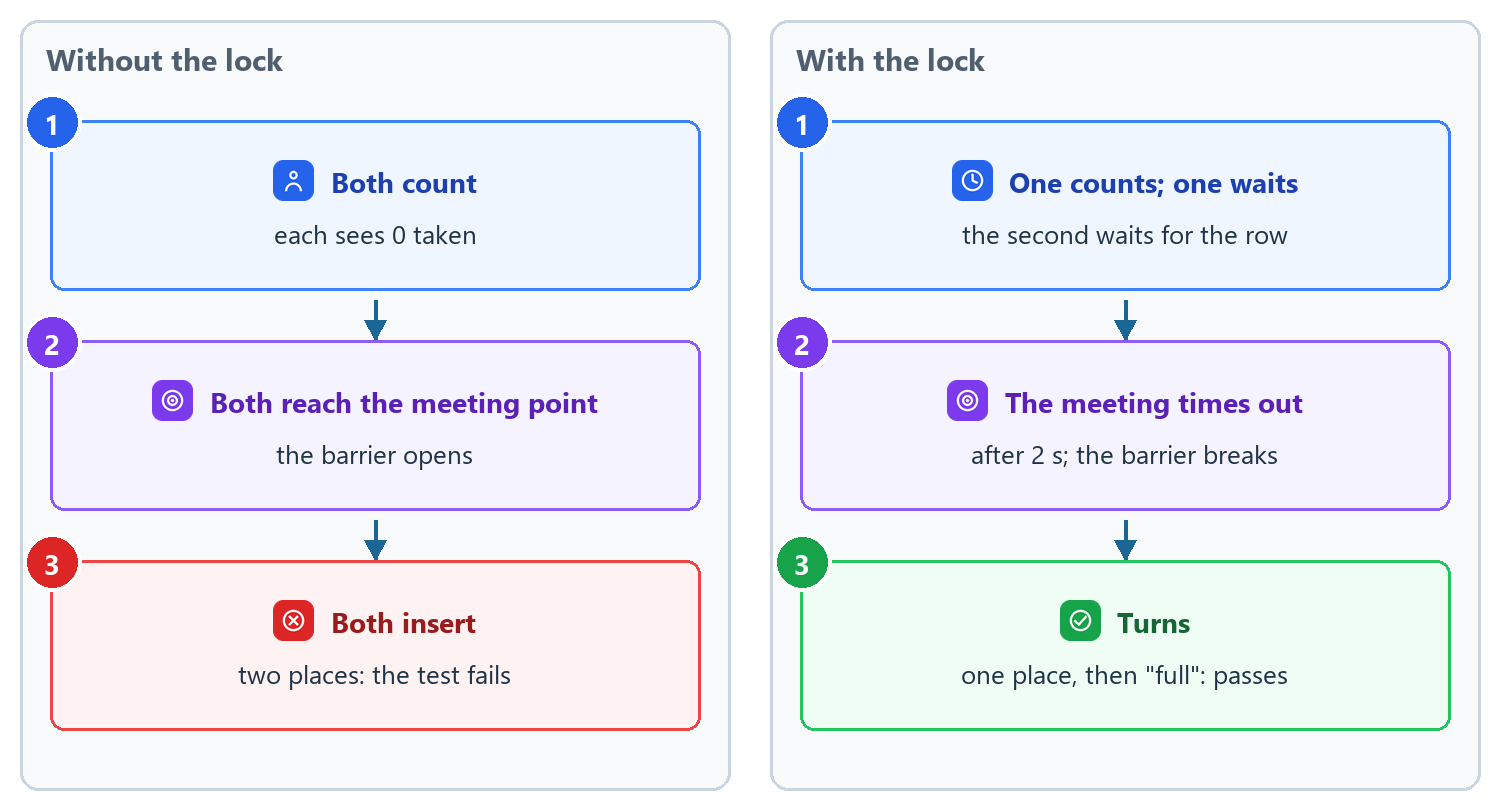 Without the lock
1
Both count
each sees 0 taken
2
Both reach the meeting point
the barrier opens
3
Both insert
two places: the test fails
With the lock
1
One counts; one waits
the second waits for the row
2
The meeting times out
after 2 s; the barrier breaks
3
Turns
one place, then "full": passes